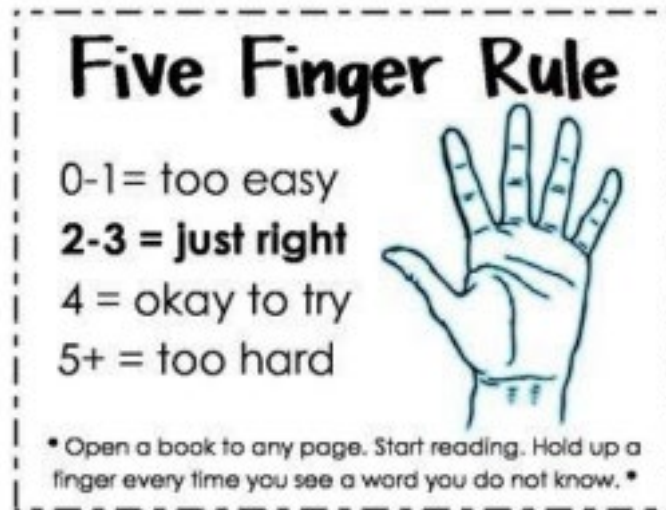 Five Finger Rule
0-1= too easy
2-3 = just right
4 = okay to try
5+ = too hard
• Open a book to any page. Start reading. Hold up a
finger every time you see a word you do not know. •